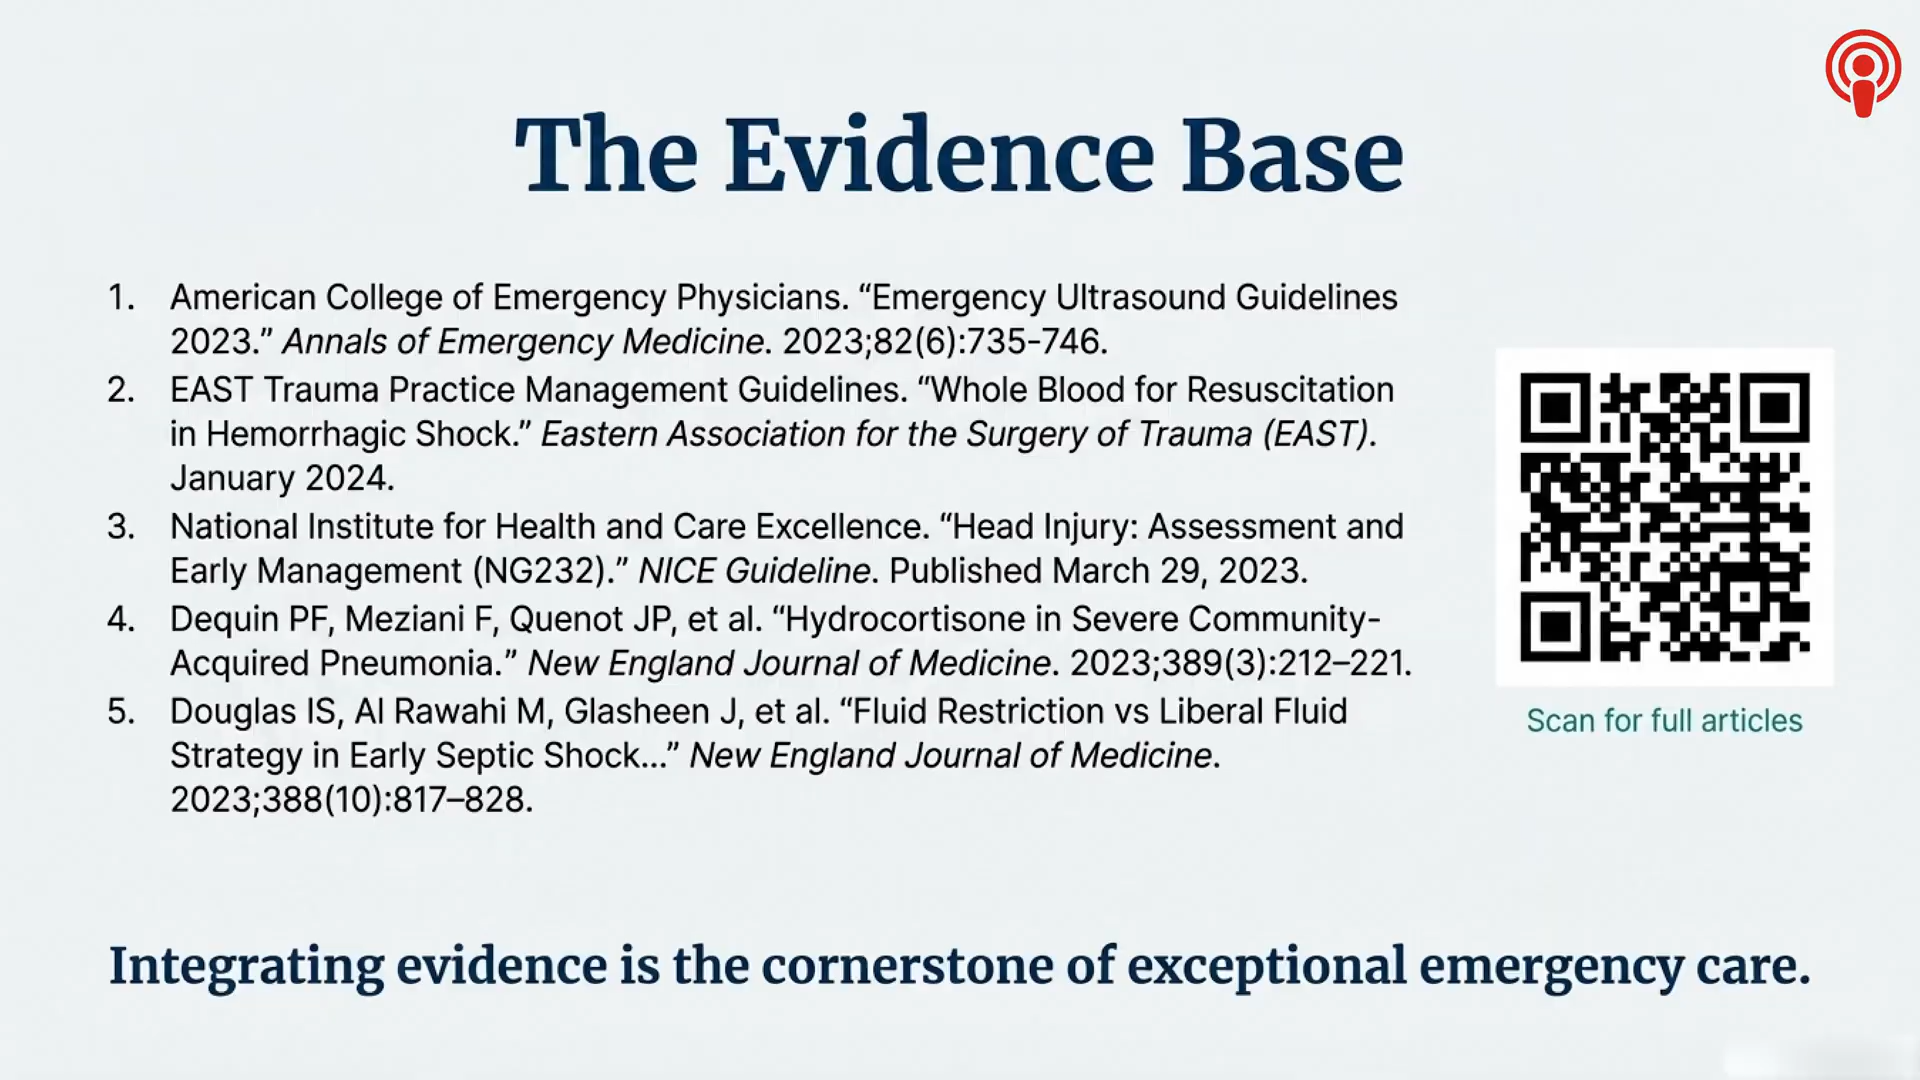 The Evidence Base
1. American College of Emergency Physicians. “Emergency Ultrasound Guidelines
2023.” Annals of Emergency Medicine. 2023;82(6):735-746.
2. EAST Trauma Practice Management Guidelines. “Whole Blood for Resuscitation
in Hemorrhagic Shock.” Eastern Association for the Surgery of Trauma (EAST).
January 2024.
3. National Institute for Health and Care Excellence. “Head Injury: Assessment and
Early Management (NG232).” NICE Guideline. Published March 29, 2023.
4. Dequin PF, Meziani F, Quenot JP, et al. “Hydrocortisone in Severe Community-
Acquired Pneumonia.” New England Journal of Medicine. 2023;389(3):212–221.
5. Douglas IS, Al Rawahi M, Glasheen J, et al. “Fluid Restriction vs Liberal Fluid
Strategy in Early Septic Shock...” New England Journal of Medicine.
2023;388(10):817–828.
Scan for full articles
Integrating evidence is the cornerstone of exceptional emergency care.